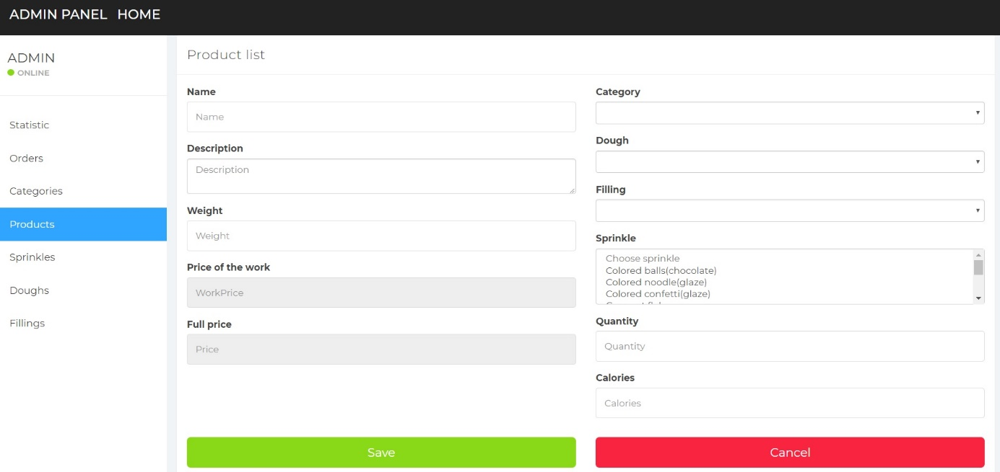 ADMIN PANEL HOME
ADMIN
ONLINE
Statistic
Orders
Categories
Products
Sprinkles
Doughs
Fillings
Product list
Name
Name
Description
Description
Weight
Weight
Price of the work
WorkPrice
Full price
Price
Category
Dough
Filling
Sprinkle
Choose sprinkle
Colored balls(chocolate)
Colored noodle(glaze)
Colored confetti(glaze)
Quantity
Quantity
Calories
Calories
Save
Cancel